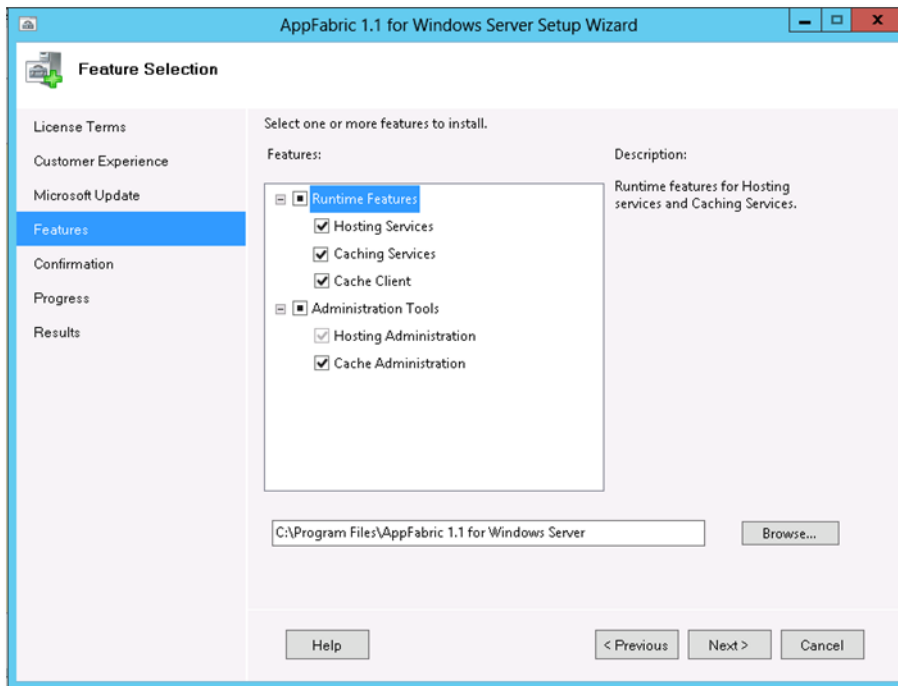 AppFabric 1.1 for Windows Server Setup Wizard
Feature Selection
License Terms
Customer Experience
Microsoft Update
Features
Confirmation
Progress
Results
Select one or more features to install.
Features:
Runtime Features
Hosting Services
Caching Services
Cache Client
Administration Tools
Hosting Administration
Cache Administration
Description:
Runtime features for Hosting
services and Caching Services.
C:\Program Files\AppFabric 1.1 for Windows Server
Browse...
Help
< Previous
Next >
Cancel